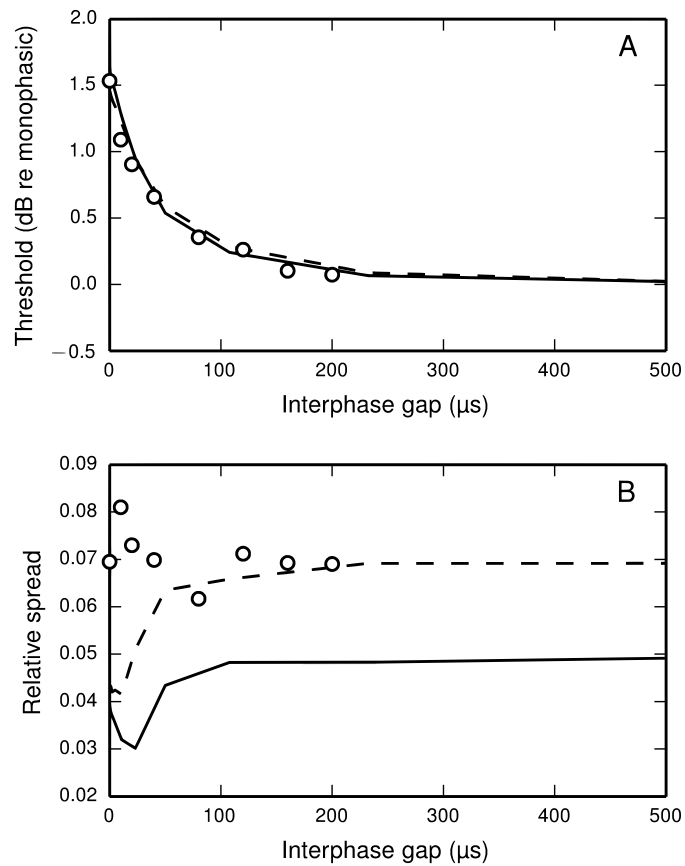 2.0
A
1.5
1.0
0.5
0.0
−0.5
Threshold (dB re monophasic)
0 100 200 300 400 500
Interphase gap (µs)
0.09
B
0.08
0.07
0.06
0.05
0.04
0.03
0.02
Relative spread
0 100 200 300 400 500
Interphase gap (µs)